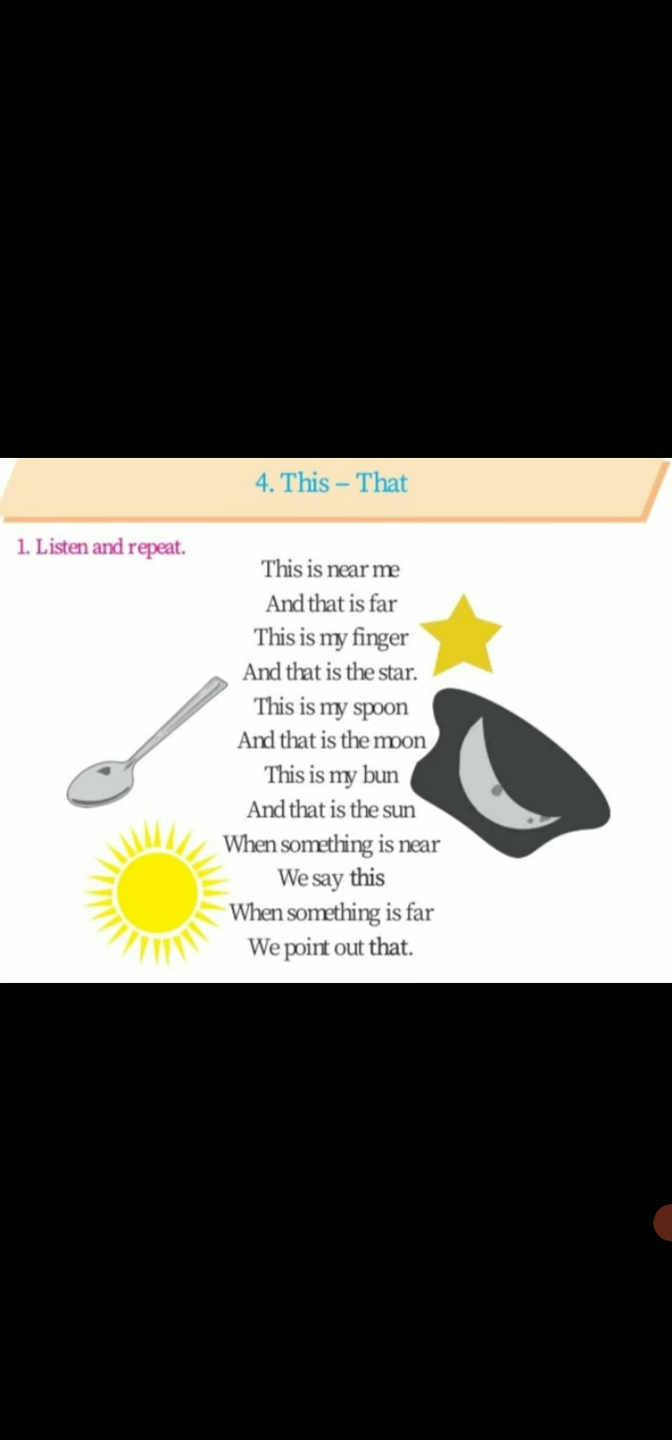 4. This – That
1. Listen and repeat.
This is near me
And that is far
This is my finger
And that is the star.
This is my spoon
And that is the moon
This is my bun
And that is the sun
When something is near
We say this
When something is far
We point out that.